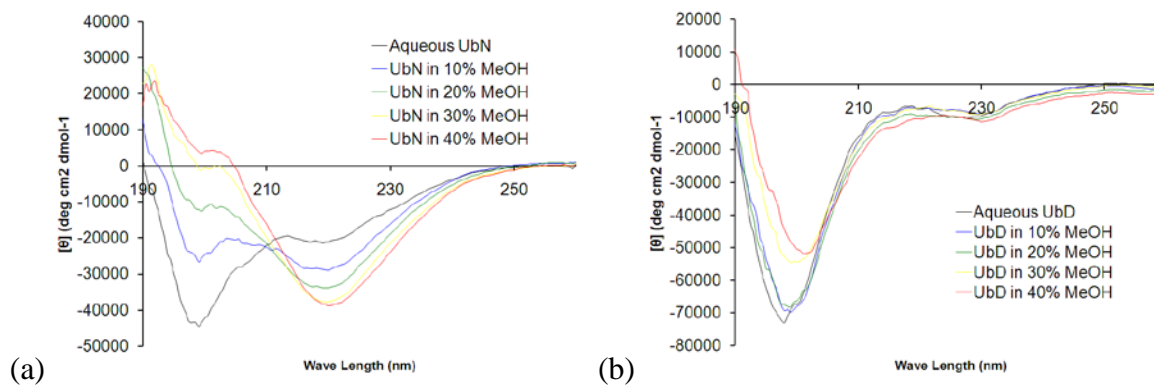 40000
30000
20000
10000
0
-10000
-20000
-30000
-40000
-50000
[θ] (deg cm2 dmol-1
190
210
230
250
Wave Length (nm)
Aqueous UbN
UbN in 10% MeOH
UbN in 20% MeOH
UbN in 30% MeOH
UbN in 40% MeOH
(a)
20000
10000
0
-10000
-20000
-30000
-40000
-50000
-60000
-70000
-80000
[θ] (deg cm2 dmol-1
190
210
230
250
Wave Length (nm)
Aqueous UbD
UbD in 10% MeOH
UbD in 20% MeOH
UbD in 30% MeOH
UbD in 40% MeOH
(b)